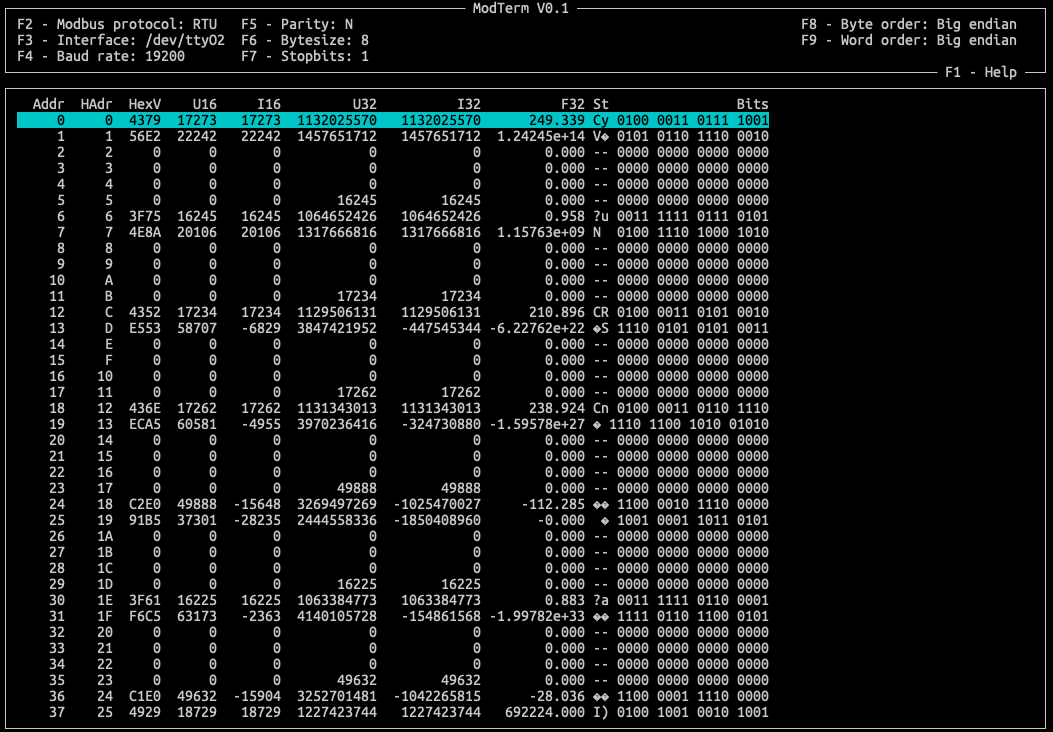 ModTerm V0.1
F2 - Modbus protocol: RTU F5 - Parity: N F8 - Byte order: Big endian
F3 - Interface: /dev/ttyO2 F6 - Bytesize: 8 F9 - Word order: Big endian
F4 - Baud rate: 19200 F7 - Stopbits: 1
F1 - Help
Addr HAdr HexV U16 I16 U32 I32 F32 St Bits
0 0 4379 17273 17273 1132025570 1132025570 249.339 Cy 0100 0011 0111 1001
1 1 56E2 22242 22242 1457651712 1457651712 1.24245e+14 V� 0101 0110 1110 0010
2 2 0 0 0 0 0 0.000 -- 0000 0000 0000 0000
3 3 0 0 0 0 0 0.000 -- 0000 0000 0000 0000
4 4 0 0 0 0 0 0.000 -- 0000 0000 0000 0000
5 5 0 0 0 16245 16245 0.000 -- 0000 0000 0000 0000
6 6 3F75 16245 16245 1064652426 1064652426 0.958 ?u 0011 1111 0111 0101
7 7 4E8A 20106 20106 1317666816 1317666816 1.15763e+09 N 0100 1110 1000 1010
8 8 0 0 0 0 0 0.000 -- 0000 0000 0000 0000
9 9 0 0 0 0 0 0.000 -- 0000 0000 0000 0000
10 A 0 0 0 0 0 0.000 -- 0000 0000 0000 0000
11 B 0 0 0 17234 17234 0.000 -- 0000 0000 0000 0000
12 C 4352 17234 17234 1129506131 1129506131 210.896 CR 0100 0011 0101 0010
13 D E553 58707 -6829 3847421952 -447545344 -6.22762e+22 �S 1110 0101 0101 0011
14 E 0 0 0 0 0 0.000 -- 0000 0000 0000 0000
15 F 0 0 0 0 0 0.000 -- 0000 0000 0000 0000
16 10 0 0 0 0 0 0.000 -- 0000 0000 0000 0000
17 11 0 0 0 17262 17262 0.000 -- 0000 0000 0000 0000
18 12 436E 17262 17262 1131343013 1131343013 238.924 Cn 0100 0011 0110 1110
19 13 ECA5 60581 -4955 3970236416 -324730880 -1.59578e+27 � 1110 1100 1010 01010
20 14 0 0 0 0 0 0.000 -- 0000 0000 0000 0000
21 15 0 0 0 0 0 0.000 -- 0000 0000 0000 0000
22 16 0 0 0 0 0 0.000 -- 0000 0000 0000 0000
23 17 0 0 0 49888 49888 0.000 -- 0000 0000 0000 0000
24 18 C2E0 49888 -15648 3269497269 -1025470027 -112.285 �� 1100 0010 1110 0000
25 19 91B5 37301 -28235 2444558336 -1850408960 -0.000 � 1001 0001 1011 0101
26 1A 0 0 0 0 0 0.000 -- 0000 0000 0000 0000
27 1B 0 0 0 0 0 0.000 -- 0000 0000 0000 0000
28 1C 0 0 0 0 0 0.000 -- 0000 0000 0000 0000
29 1D 0 0 0 16225 16225 0.000 -- 0000 0000 0000 0000
30 1E 3F61 16225 16225 1063384773 1063384773 0.883 ?a 0011 1111 0110 0001
31 1F F6C5 63173 -2363 4140105728 -154861568 -1.99782e+33 �� 1111 0110 1100 0101
32 20 0 0 0 0 0 0.000 -- 0000 0000 0000 0000
33 21 0 0 0 0 0 0.000 -- 0000 0000 0000 0000
34 22 0 0 0 0 0 0.000 -- 0000 0000 0000 0000
35 23 0 0 0 49632 49632 0.000 -- 0000 0000 0000 0000
36 24 C1E0 49632 -15904 3252701481 -1042265815 -28.036 �� 1100 0001 1110 0000
37 25 4929 18729 18729 1227423744 1227423744 692224.000 I) 0100 1001 0010 1001